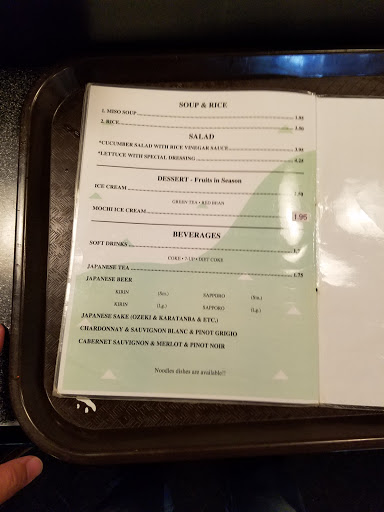 SOUP & RICE
1. MISO SOUP
2. RICE
SALAD
*CUCUMBER SALAD WITH RICE VINEGAR SAUCE
*LETTUCE WITH SPECIAL DRESSING
DESSERT - Fruits in Season
ICE CREAM
GREEN TEA • RED BEAN
MOCHI ICE CREAM 1.95
BEVERAGES
SOFT DRINKS
COKE • 7-UP • DIET COKE
JAPANESE TEA 1.75
JAPANESE BEER
KIRIN (Sm.) SAPPORO (Sm.)
KIRIN (Lg.) SAPPORO (Lg.)
JAPANESE SAKE (OZEKI & KARATANBA & ETC.)
CHARDONNAY & SAUVIGNON BLANC & PINOT GRIGIO
CABERNET SAUVIGNON & MERLOT & PINOT NOIR
Noodles dishes are available!!